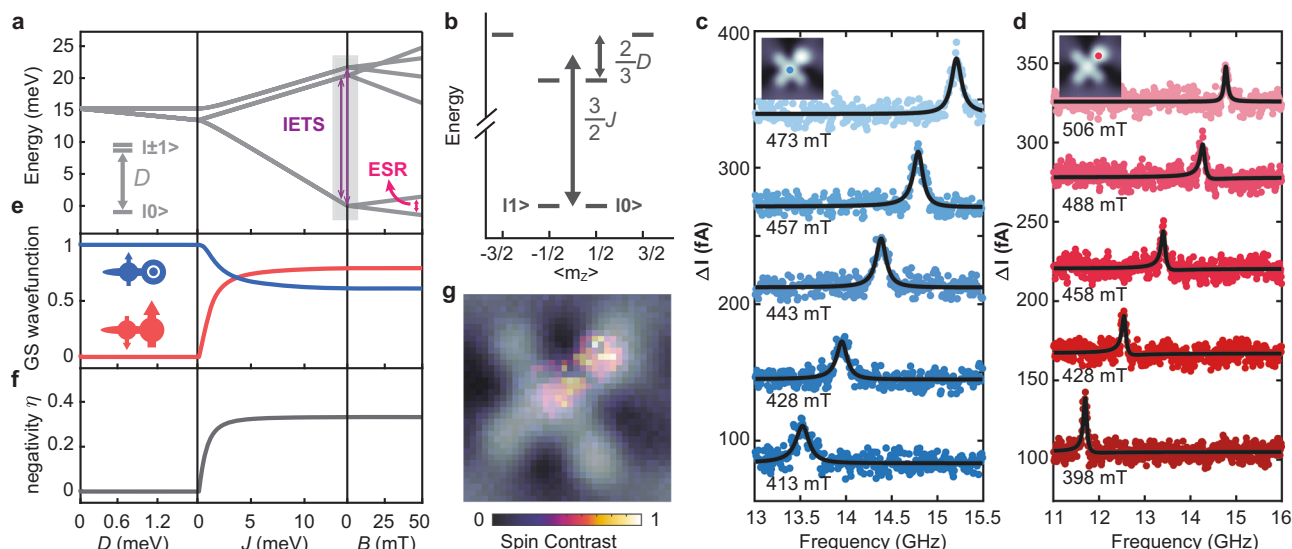 a
25
20
15
10
5
0
Energy (meV)
|±1>
D
|0>
IETS
ESR
b
Energy
2/3 D
3/2 J
|1>
|0>
-3/2
-1/2
1/2
3/2
<mz>
c
400
300
200
100
ΔI (fA)
473 mT
457 mT
443 mT
428 mT
413 mT
13
13.5
14
14.5
15
15.5
Frequency (GHz)
d
350
300
250
200
150
100
ΔI (fA)
506 mT
488 mT
458 mT
428 mT
398 mT
11
12
13
14
15
16
Frequency (GHz)
e
1
0.5
0
GS wavefunction
f
0.4
0.2
0
negativity η
0
0.6
1.2
D (meV)
0
5
10
J (meV)
0
25
50
B (mT)
g
0
1
Spin Contrast